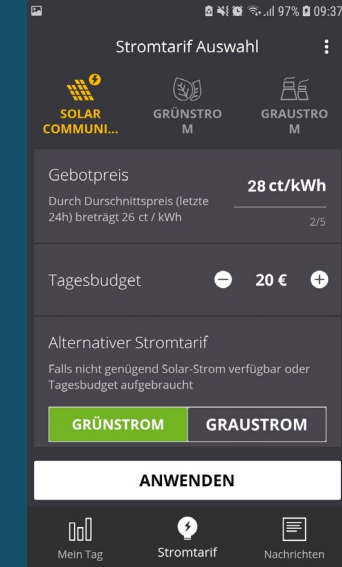 97% 09:37
Stromtarif Auswahl
SOLAR
COMMUNI...
GRÜNSTRO
M
GRAUSTRO
M
Gebotpreis
28 ct/kWh
Durch Durschnittspreis (letzte
24h) breträgt 26 ct / kWh
2/5
Tagesbudget
20 €
Alternativer Stromtarif
Falls nicht genügend Solar-Strom verfügbar oder
Tagesbudget aufgebraucht
GRÜNSTROM
GRAUSTROM
ANWENDEN
Mein Tag
Stromtarif
Nachrichten